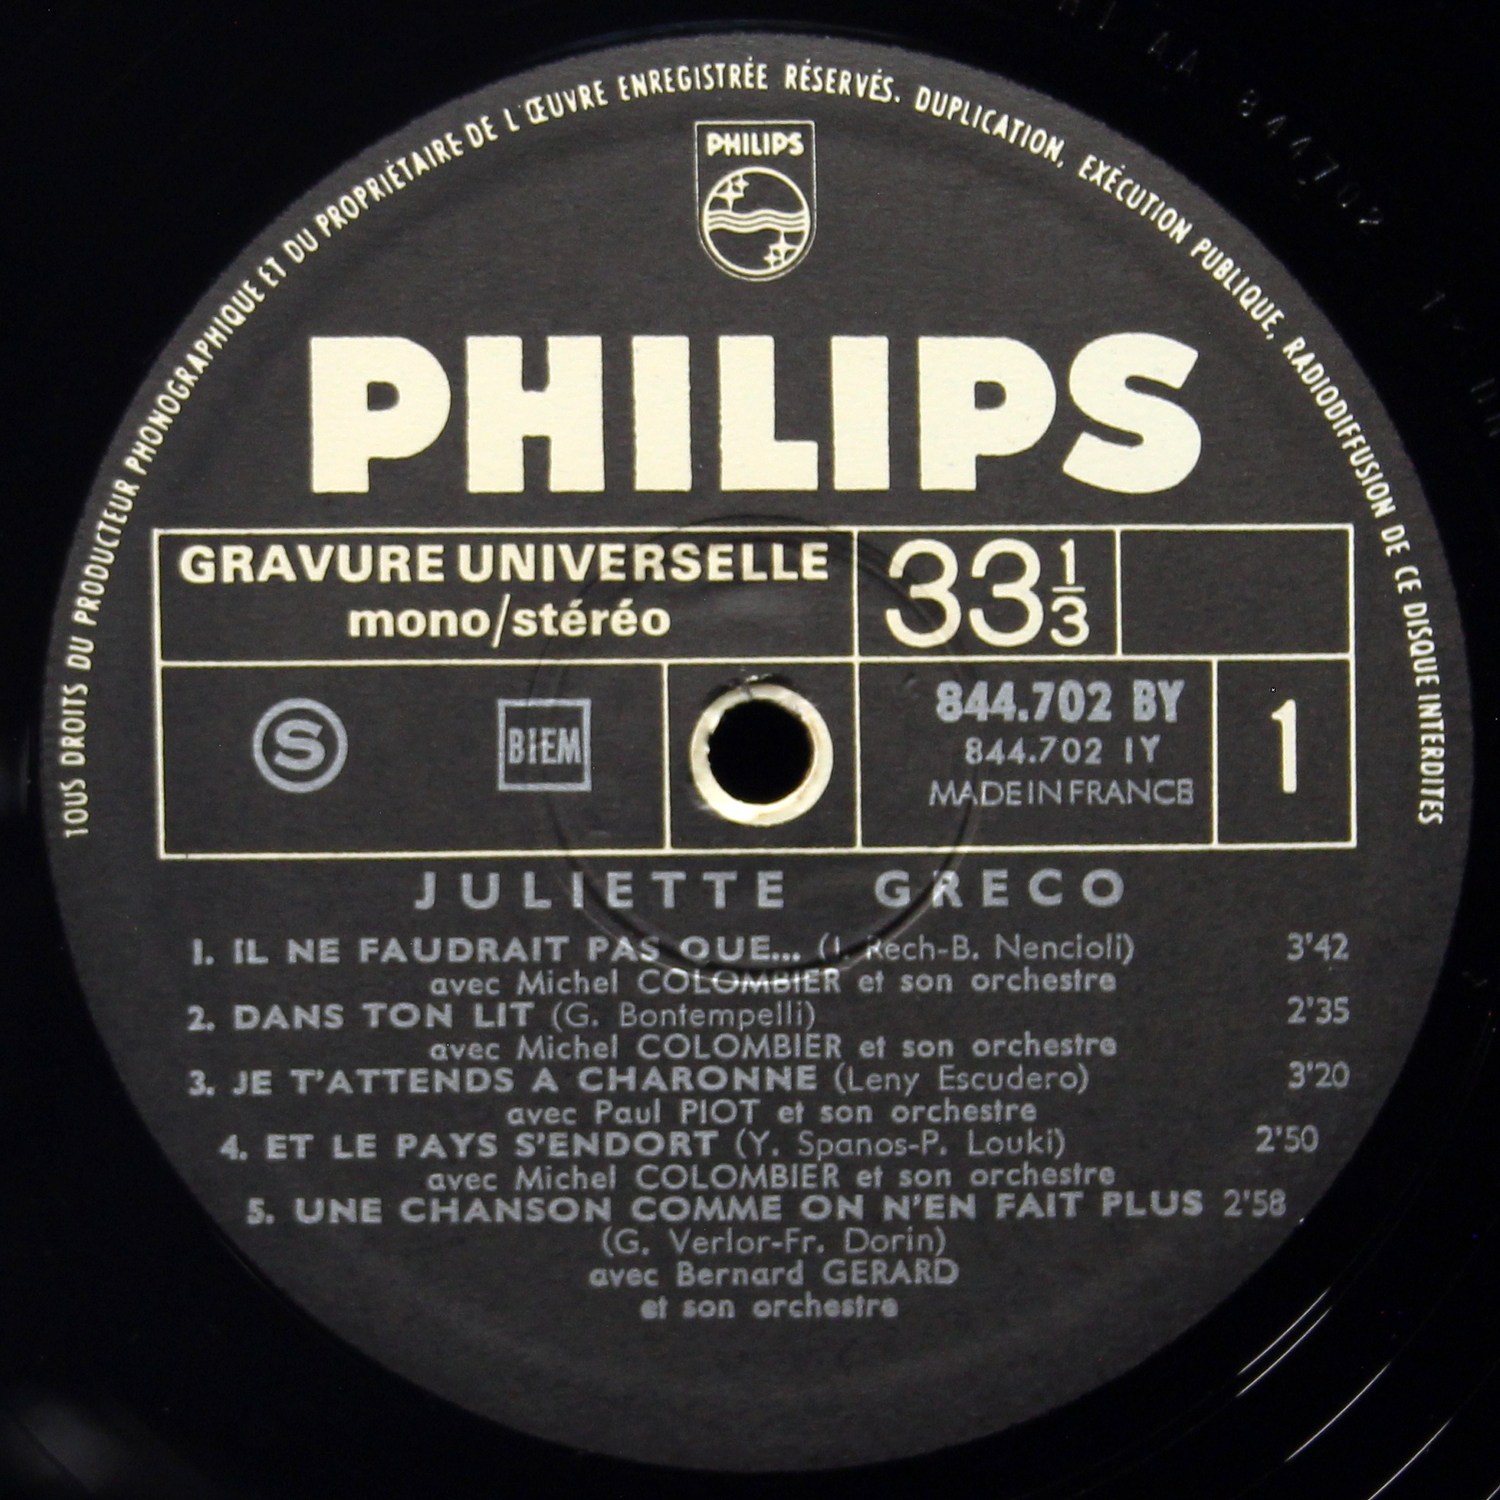 TOUS DROITS DU PRODUCTEUR PHONOGRAPHIQUE ET DU PROPRIÉTAIRE DE L'ŒUVRE ENREGISTRÉE RÉSERVÉS. DUPLICATION, EXÉCUTION PUBLIQUE, RADIODIFFUSION DE CE DISQUE INTERDITES
AA 844702
PHILIPS
PHILIPS
GRAVURE UNIVERSELLE
mono/stéréo
33 1/3
S
BIEM
844.702 BY
844.702 1Y
MADE IN FRANCE
1
JULIETTE GRECO
1. IL NE FAUDRAIT PAS QUE... Rech-B. Nencioli) 3'42
avec Michel COLOMBIER et son orchestre
2. DANS TON LIT (G. Bontempelli) 2'35
avec Michel COLOMBIER et son orchestre
3. JE T'ATTENDS A CHARONNE (Leny Escudero) 3'20
avec Paul PIOT et son orchestre
4. ET LE PAYS S'ENDORT (Y. Spanos-P. Louki) 2'50
avec Michel COLOMBIER et son orchestre
5. UNE CHANSON COMME ON N'EN FAIT PLUS 2'58
(G. Verlor-Fr. Dorin)
avec Bernard GERARD
et son orchestre